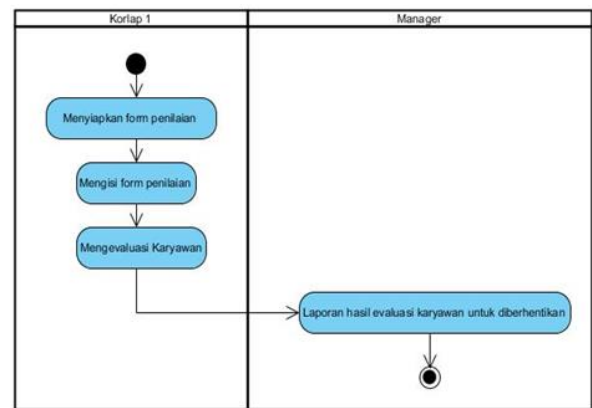 Korlap 1
Manager
Menyiapkan form penilaian
Mengisi form penilaian
Mengevaluasi Karyawan
Laporan hasil evaluasi karyawan untuk diberhentikan